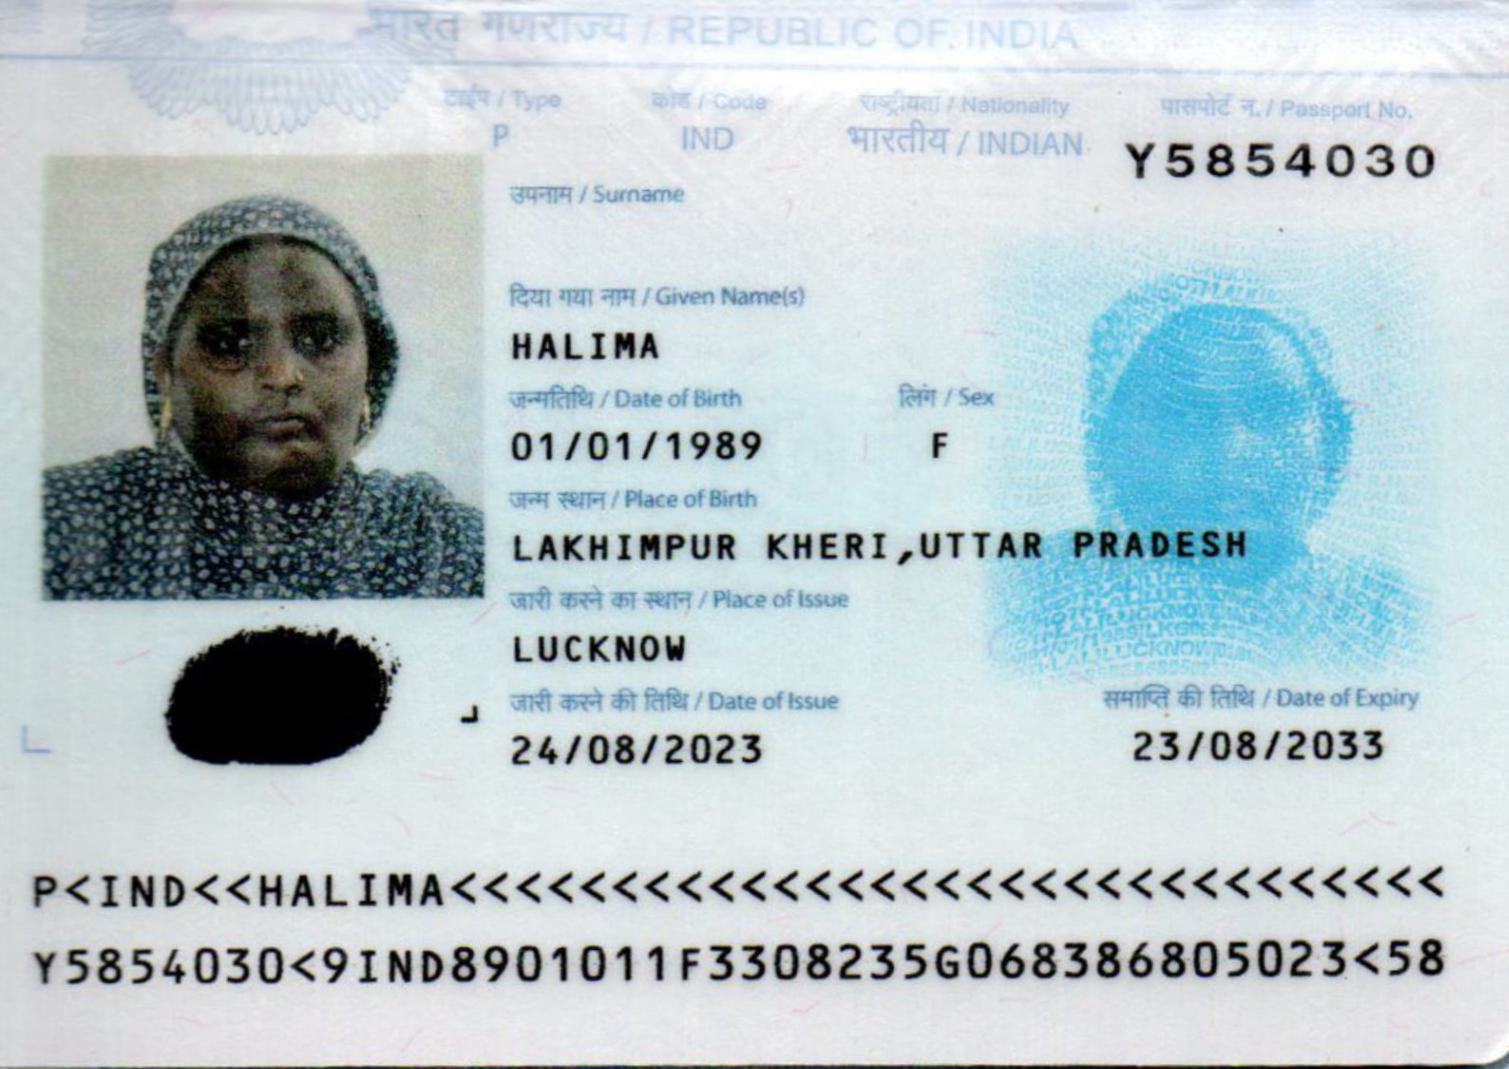 भारत गणराज्य / REPUBLIC OF INDIA
टाईप / Type
कोड / Code
राष्ट्रीयता / Nationality
पासपोर्ट न. / Passport No.
P
IND
भारतीय / INDIAN
Y5854030
उपनाम / Surname
दिया गया नाम / Given Name(s)
HALIMA
जन्मतिथि / Date of Birth
लिंग / Sex
01/01/1989
F
जन्म स्थान / Place of Birth
LAKHIMPUR KHERI,UTTAR PRADESH
जारी करने का स्थान / Place of Issue
LUCKNOW
जारी करने की तिथि / Date of Issue
समाप्ति की तिथि / Date of Expiry
24/08/2023
23/08/2033
P<IND<<HALIMA<<<<<<<<<<<<<<<<<<<<<<<<<<<<<<<
Y5854030<9IND8901011F3308235G068386805023<58